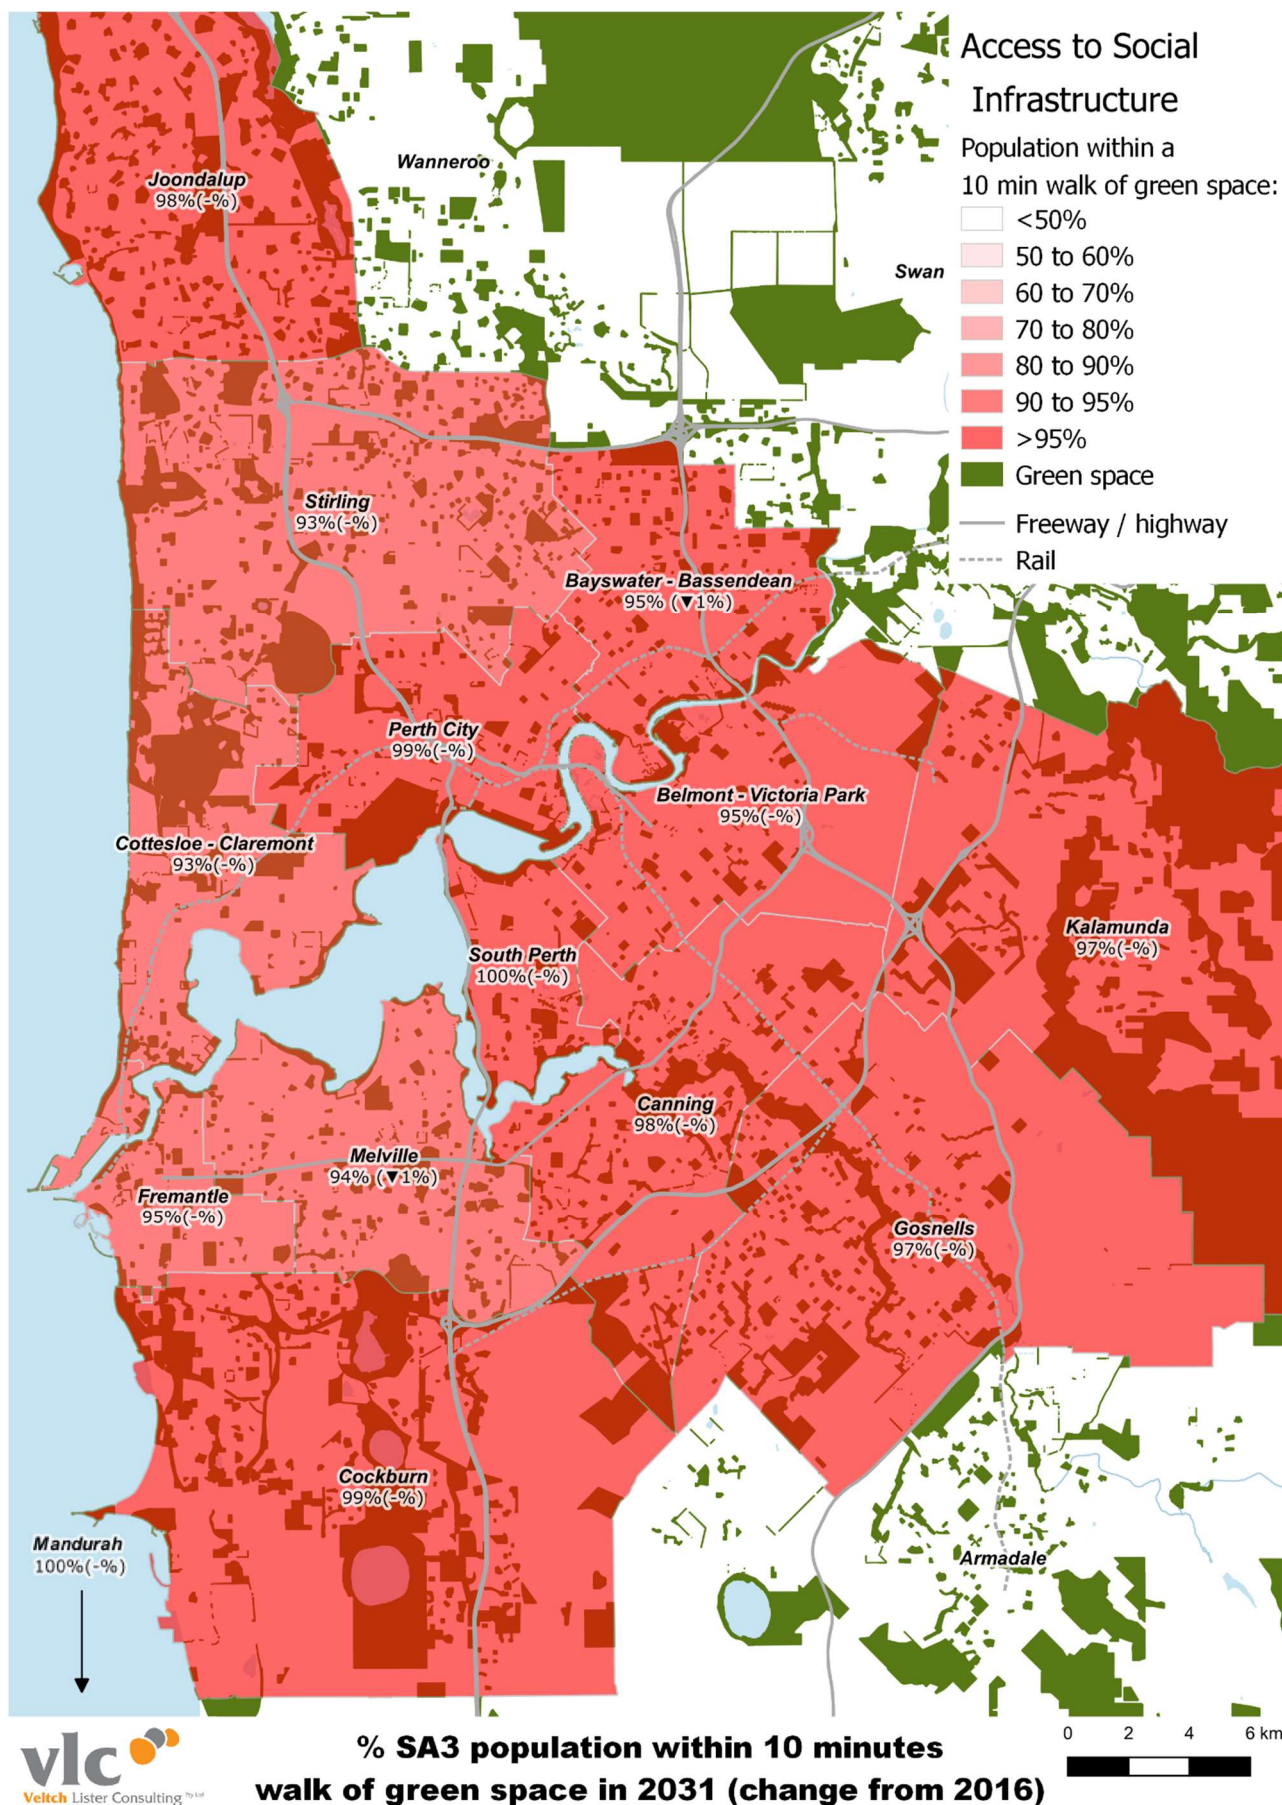 Access to Social
Infrastructure
Population within a
10 min walk of green space:
<50%
50 to 60%
60 to 70%
70 to 80%
80 to 90%
90 to 95%
>95%
Green space
Freeway / highway
Rail
Wanneroo
Joondalup
98%(-%)
Swan
Stirling
93%(-%)
Bayswater - Bassendean
95% (▼1%)
Perth City
99%(-%)
Belmont - Victoria Park
95%(-%)
Cottesloe - Claremont
93%(-%)
Kalamunda
97%(-%)
South Perth
100%(-%)
Canning
98%(-%)
Melville
94% (▼1%)
Fremantle
95%(-%)
Gosnells
97%(-%)
Cockburn
99%(-%)
Mandurah
100%(-%)
Armadale
0 2 4 6 km
vlc
Veitch Lister Consulting Pty Ltd
% SA3 population within 10 minutes
walk of green space in 2031 (change from 2016)